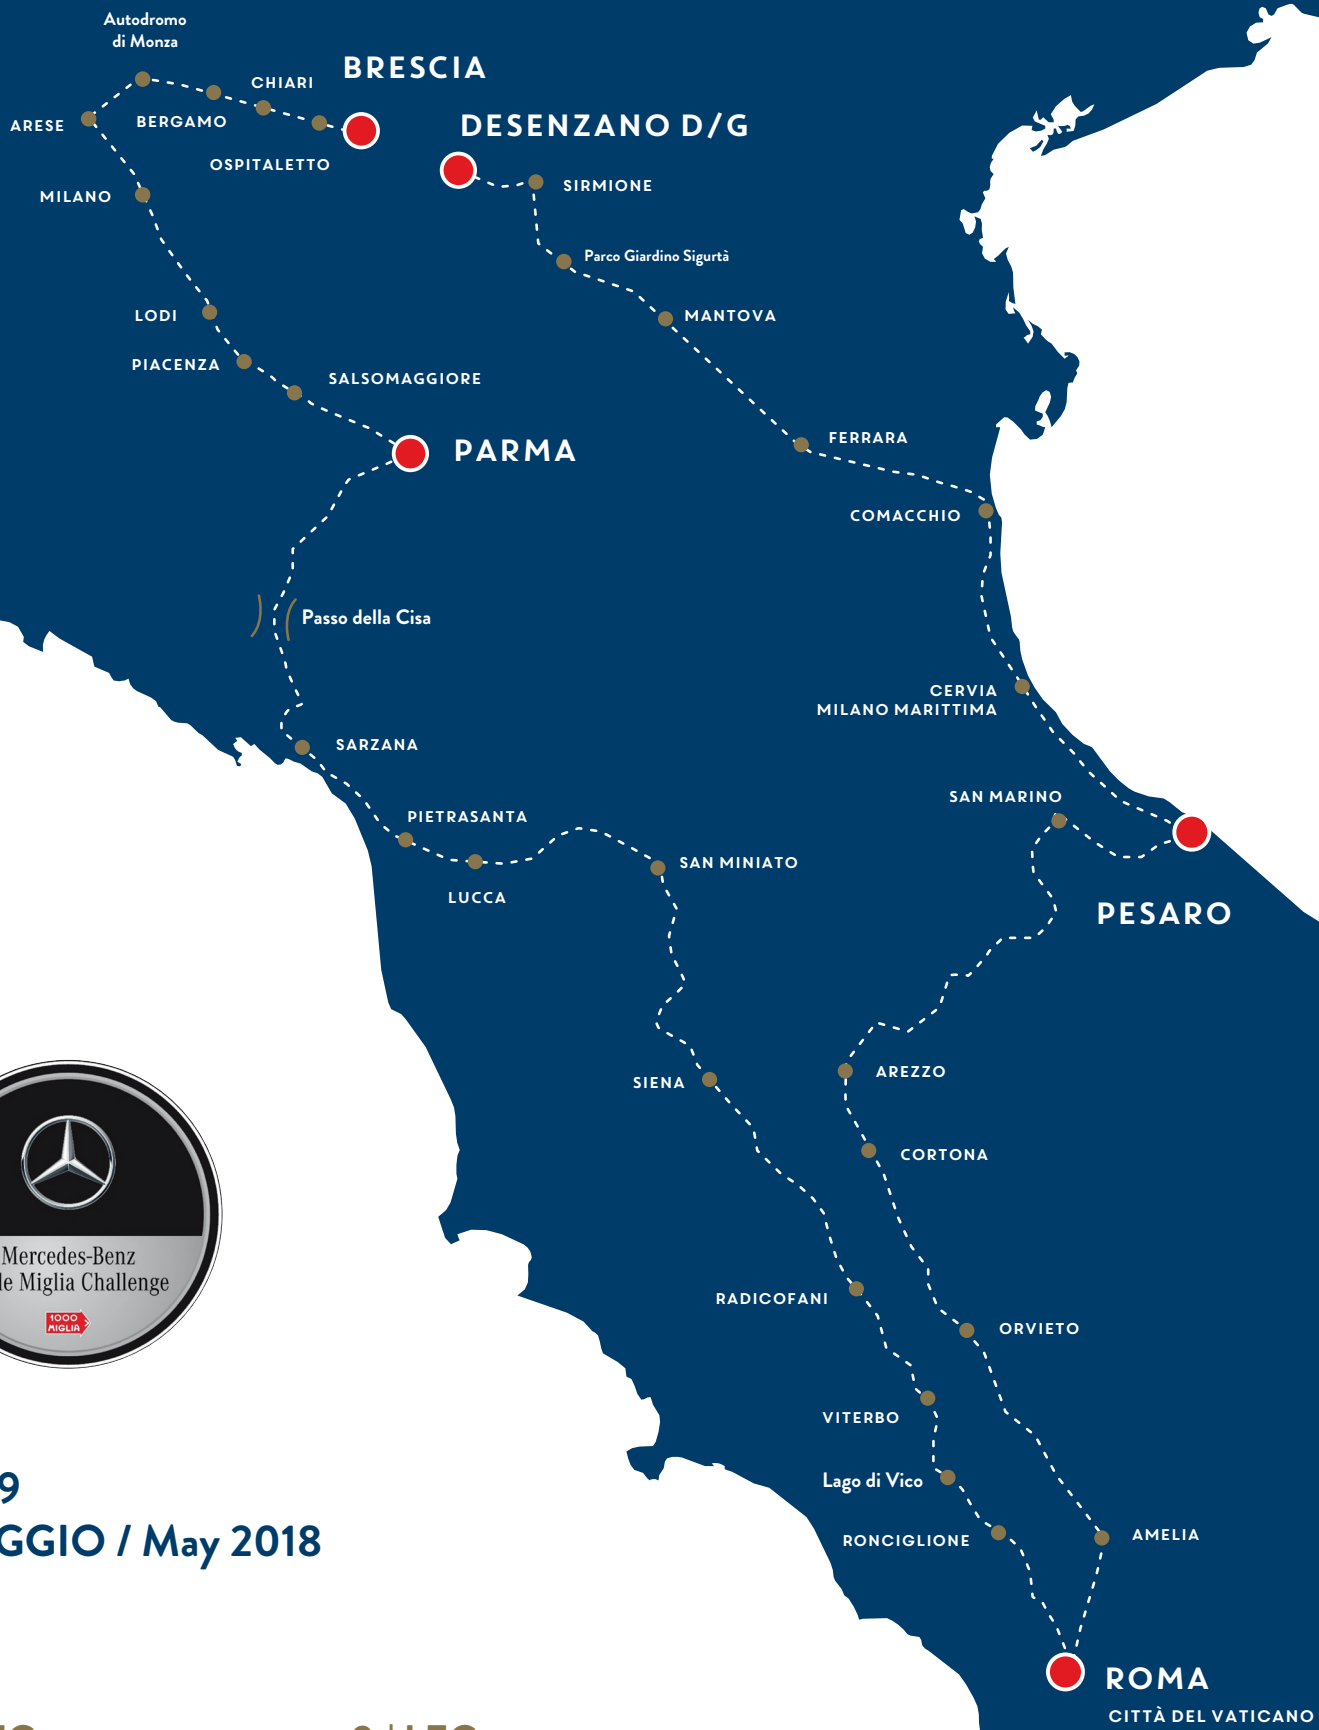 Autodromo
di Monza
BRESCIA
CHIARI
DESENZANO D/G
ARESE
BERGAMO
OSPITALETTO
SIRMIONE
MILANO
Parco Giardino Sigurtà
LODI
MANTOVA
PIACENZA
SALSOMAGGIORE
FERRARA
PARMA
COMACCHIO
Passo della Cisa
CERVIA
MILANO MARITTIMA
SARZANA
SAN MARINO
PIETRASANTA
SAN MINIATO
LUCCA
PESARO
AREZZO
SIENA
CORTONA
Mercedes-Benz
le Miglia Challenge
1000
MIGLIA
RADICOFANI
ORVIETO
VITERBO
Lago di Vico
9
GGIO / May 2018
RONCIGLIONE
AMELIA
ROMA
CITTÀ DEL VATICANO